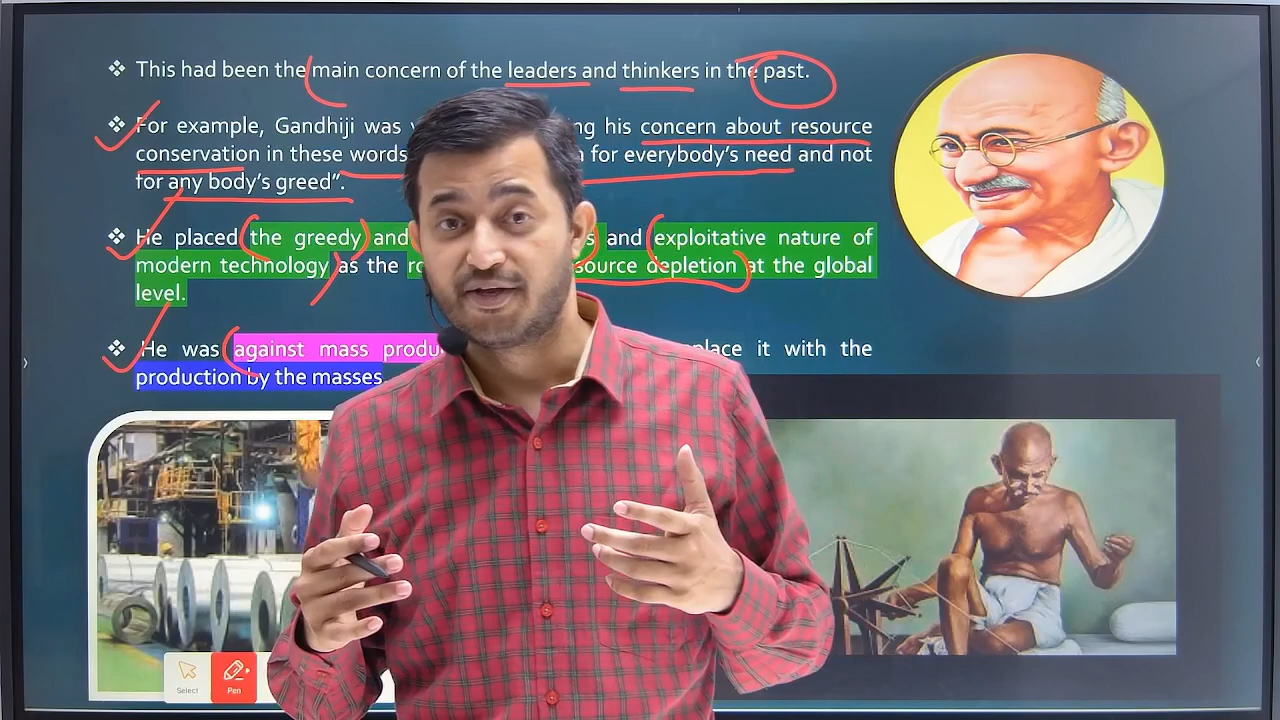 This had been the main concern of the leaders and thinkers in the past.
For example, Gandhiji was his concern about resource
conservation in these words for everybody's need and not
for any body's greed”.
He placed the greedy and and exploitative nature of
modern technology as the depletion at the global
level.
He was against mass it with the
production by the masses
Select
Pen